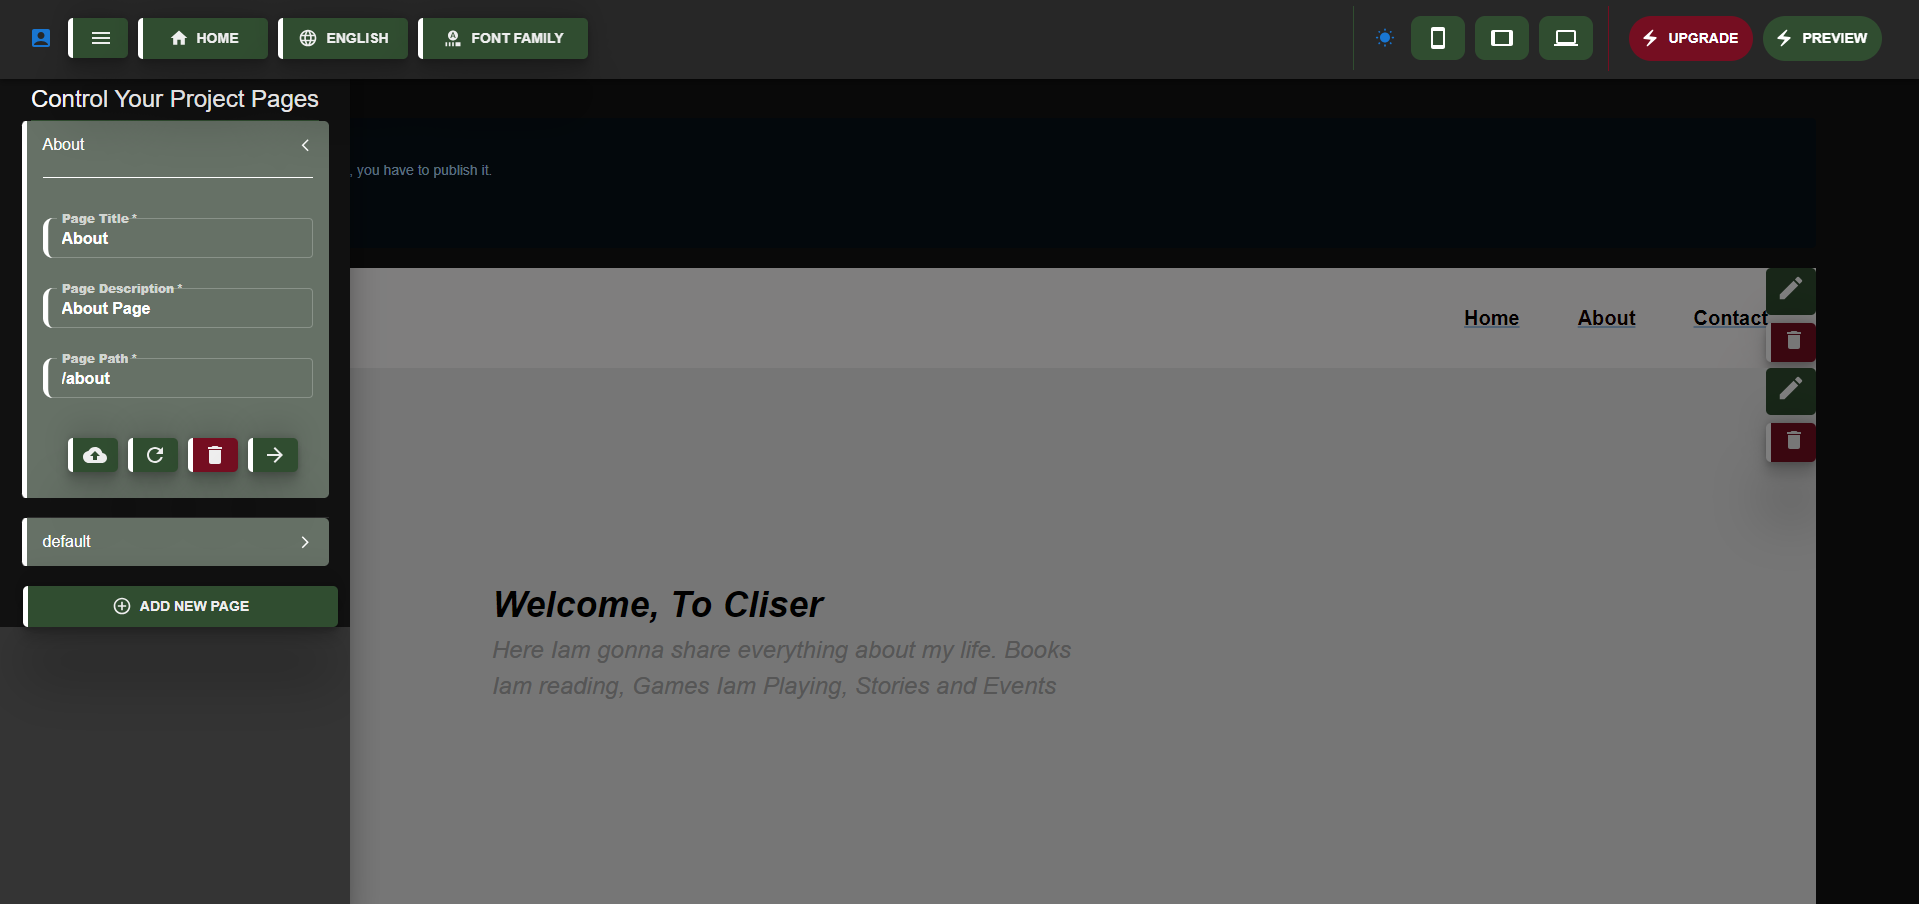 HOME
ENGLISH
FONT FAMILY
UPGRADE
PREVIEW
Control Your Project Pages
About
Page Title *
About
Page Description *
About Page
Page Path *
/about
default
ADD NEW PAGE
, you have to publish it.
Home
About
Contact
Welcome, To Cliser
Here Iam gonna share everything about my life. Books
Iam reading, Games Iam Playing, Stories and Events